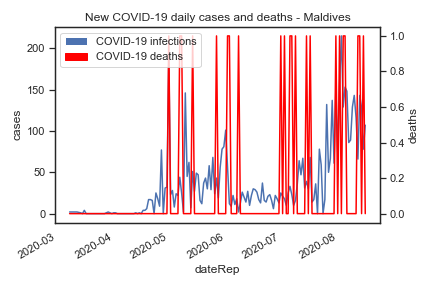 New COVID-19 daily cases and deaths - Maldives
COVID-19 infections
COVID-19 deaths
200
150
100
50
0
cases
1.0
0.8
0.6
0.4
0.2
0.0
deaths
2020-03
2020-04
2020-05
2020-06
2020-07
2020-08
dateRep